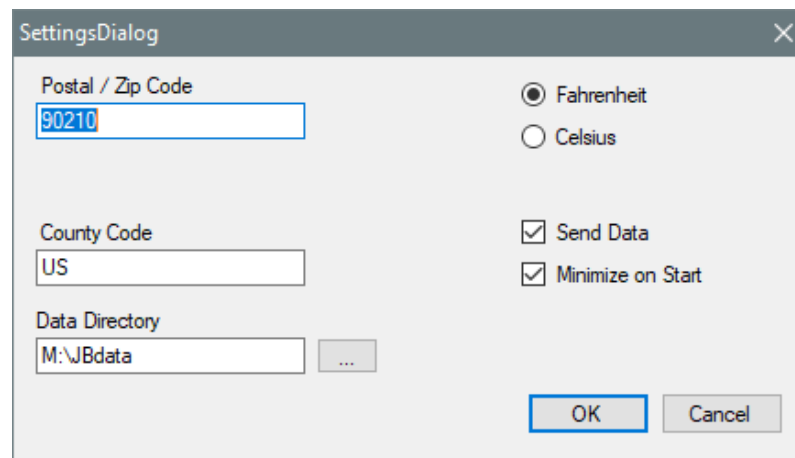 SettingsDialog
Postal / Zip Code
90210
Fahrenheit
Celsius
County Code
US
Send Data
Minimize on Start
Data Directory
M:\JBdata
...
OK
Cancel